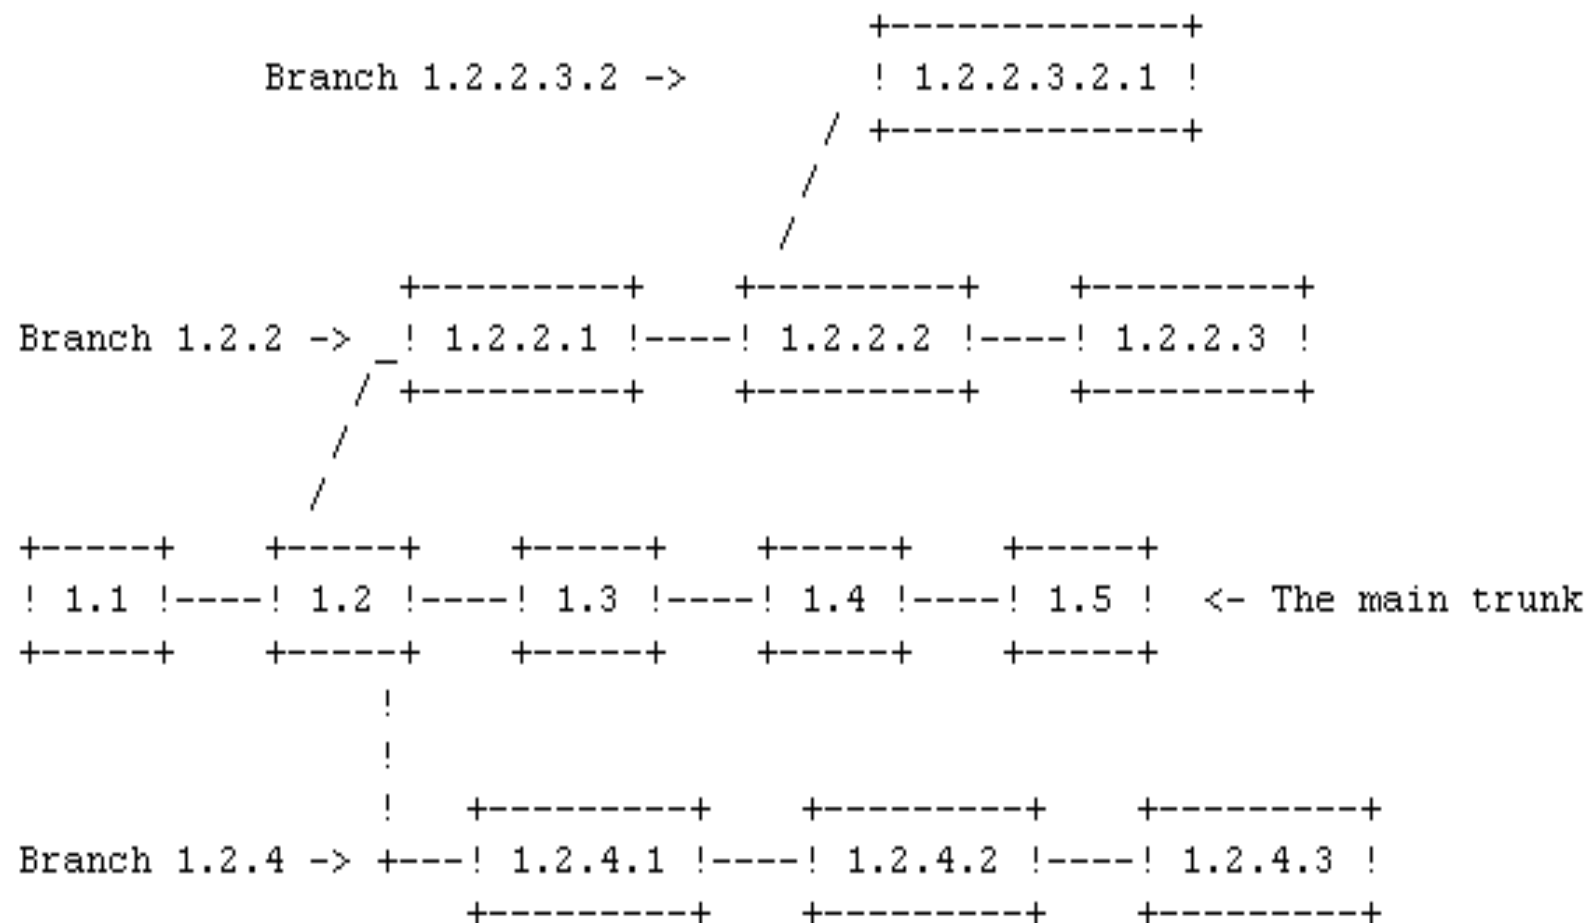 +-------------+
                           Branch 1.2.2.3.2 ->        ! 1.2.2.3.2.1 !
                                                    / +-------------+
                                                   /
                                                  /
                 +---------+    +---------+    +---------+
Branch 1.2.2 -> _! 1.2.2.1 !----! 1.2.2.2 !----! 1.2.2.3 !
               / +---------+    +---------+    +---------+
              /
             /
+-----+    +-----+    +-----+    +-----+    +-----+
! 1.1 !----! 1.2 !----! 1.3 !----! 1.4 !----! 1.5 !  <- The main trunk
+-----+    +-----+    +-----+    +-----+    +-----+
                !
                !
                !   +---------+    +---------+    +---------+
Branch 1.2.4 -> +---! 1.2.4.1 !----! 1.2.4.2 !----! 1.2.4.3 !
                    +---------+    +---------+    +---------+